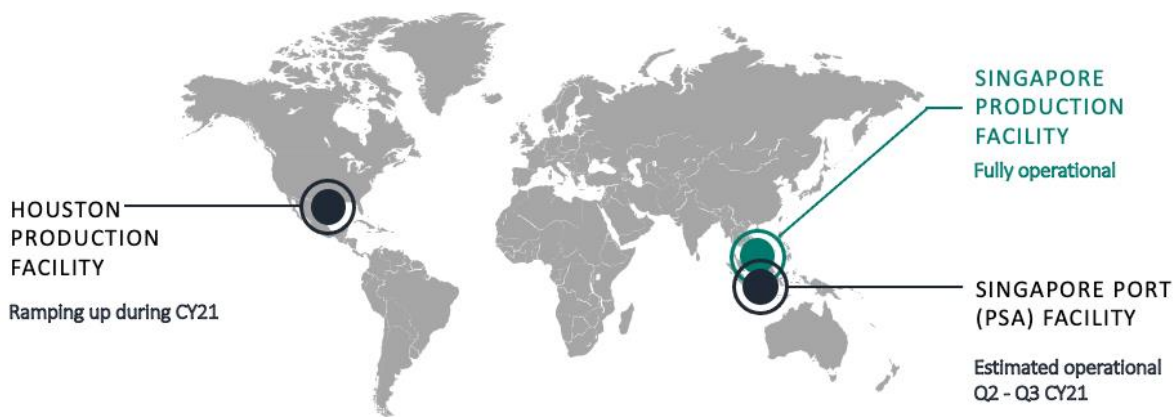 SINGAPORE
PRODUCTION
FACILITY
Fully operational
HOUSTON
PRODUCTION
FACILITY
Ramping up during CY21
SINGAPORE PORT
(PSA) FACILITY
Estimated operational
Q2 - Q3 CY21